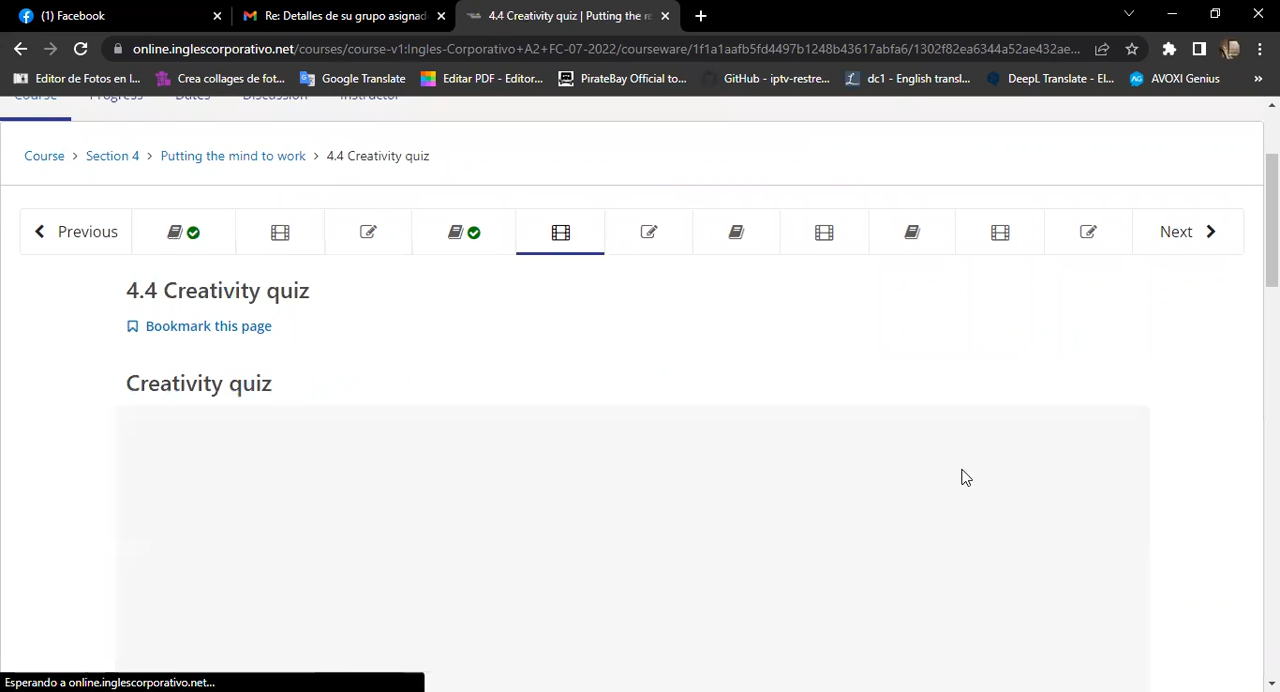 (1) Facebook
Re: Detalles de su grupo asignad
4.4 Creativity quiz | Putting the m
online.inglescorporativo.net/courses/course-v1:Ingles-Corporativo+A2+FC-07-2022/courseware/1f1a1aafb5fd4497b1248b43617abfa6/1302f82ea6344a52ae432ae...
Editor de Fotos en l...
Crea collages de fot...
Google Translate
Editar PDF - Editor...
PirateBay Official to...
GitHub - iptv-restre...
dc1 - English transl...
DeepL Translate - El...
AVOXI Genius
»
Course
Progress
Dates
Discussion
Instructor
Course > Section 4 > Putting the mind to work > 4.4 Creativity quiz
Previous
Next
4.4 Creativity quiz
Bookmark this page
Creativity quiz
Esperando a online.inglescorporativo.net...